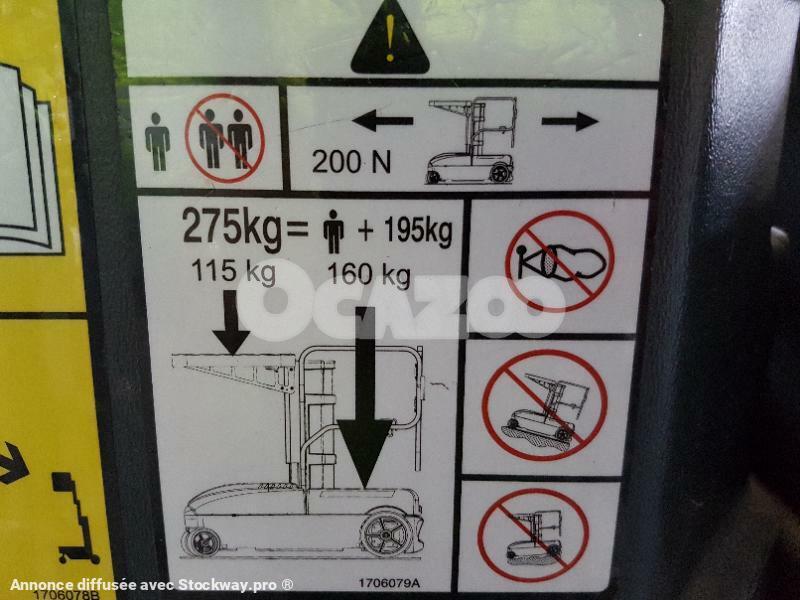 !
200 N
275kg= + 195kg
115 kg 160 kg
OCAZOO
1706079A
1706078B
Annonce diffusée avec Stockway.pro ®